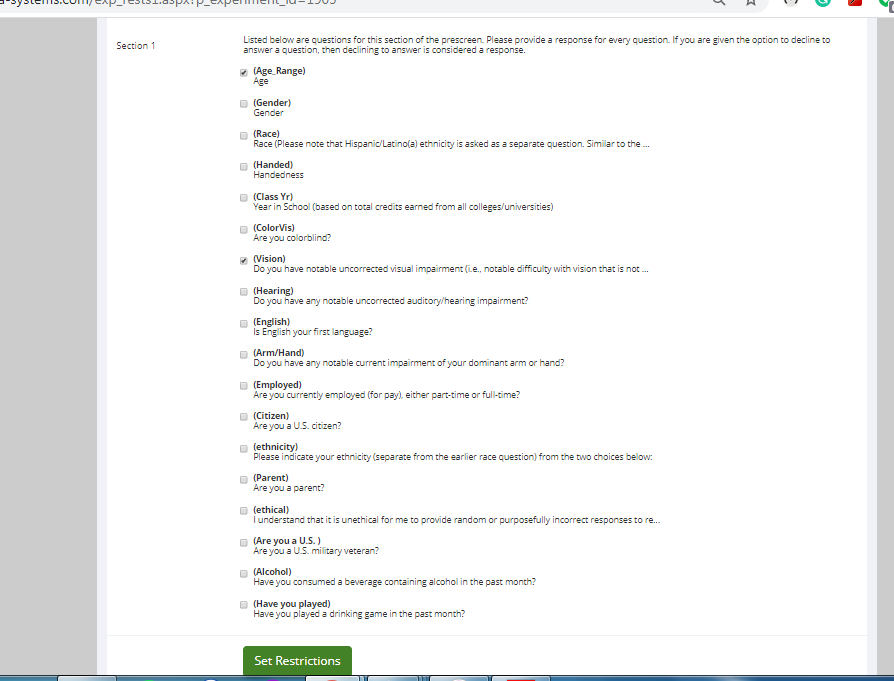 Section 1
Listed below are questions for this section of the prescreen. Please provide a response for every question. If you are given the option to decline to
answer a question, then declining to answer is considered a response.
(Age_Range)
Age
(Gender)
Gender
(Race)
Race (Please note that Hispanic/Latino(a) ethnicity is asked as a separate question. Similar to the ...
(Handed)
Handedness
(Class Yr)
Year in School (based on total credits earned from all colleges/universities)
(ColorVis)
Are you colorblind?
(Vision)
Do you have notable uncorrected visual impairment (i.e., notable difficulty with vision that is not ...
(Hearing)
Do you have any notable uncorrected auditory/hearing impairment?
(English)
Is English your first language?
(Arm/Hand)
Do you have any notable current impairment of your dominant arm or hand?
(Employed)
Are you currently employed (for pay), either part-time or full-time?
(Citizen)
Are you a U.S. citizen?
(ethnicity)
Please indicate your ethnicity (separate from the earlier race question) from the two choices below:
(Parent)
Are you a parent?
(ethical)
I understand that it is unethical for me to provide random or purposefully incorrect responses to re...
(Are you a U.S. )
Are you a U.S. military veteran?
(Alcohol)
Have you consumed a beverage containing alcohol in the past month?
(Have you played)
Have you played a drinking game in the past month?
Set Restrictions